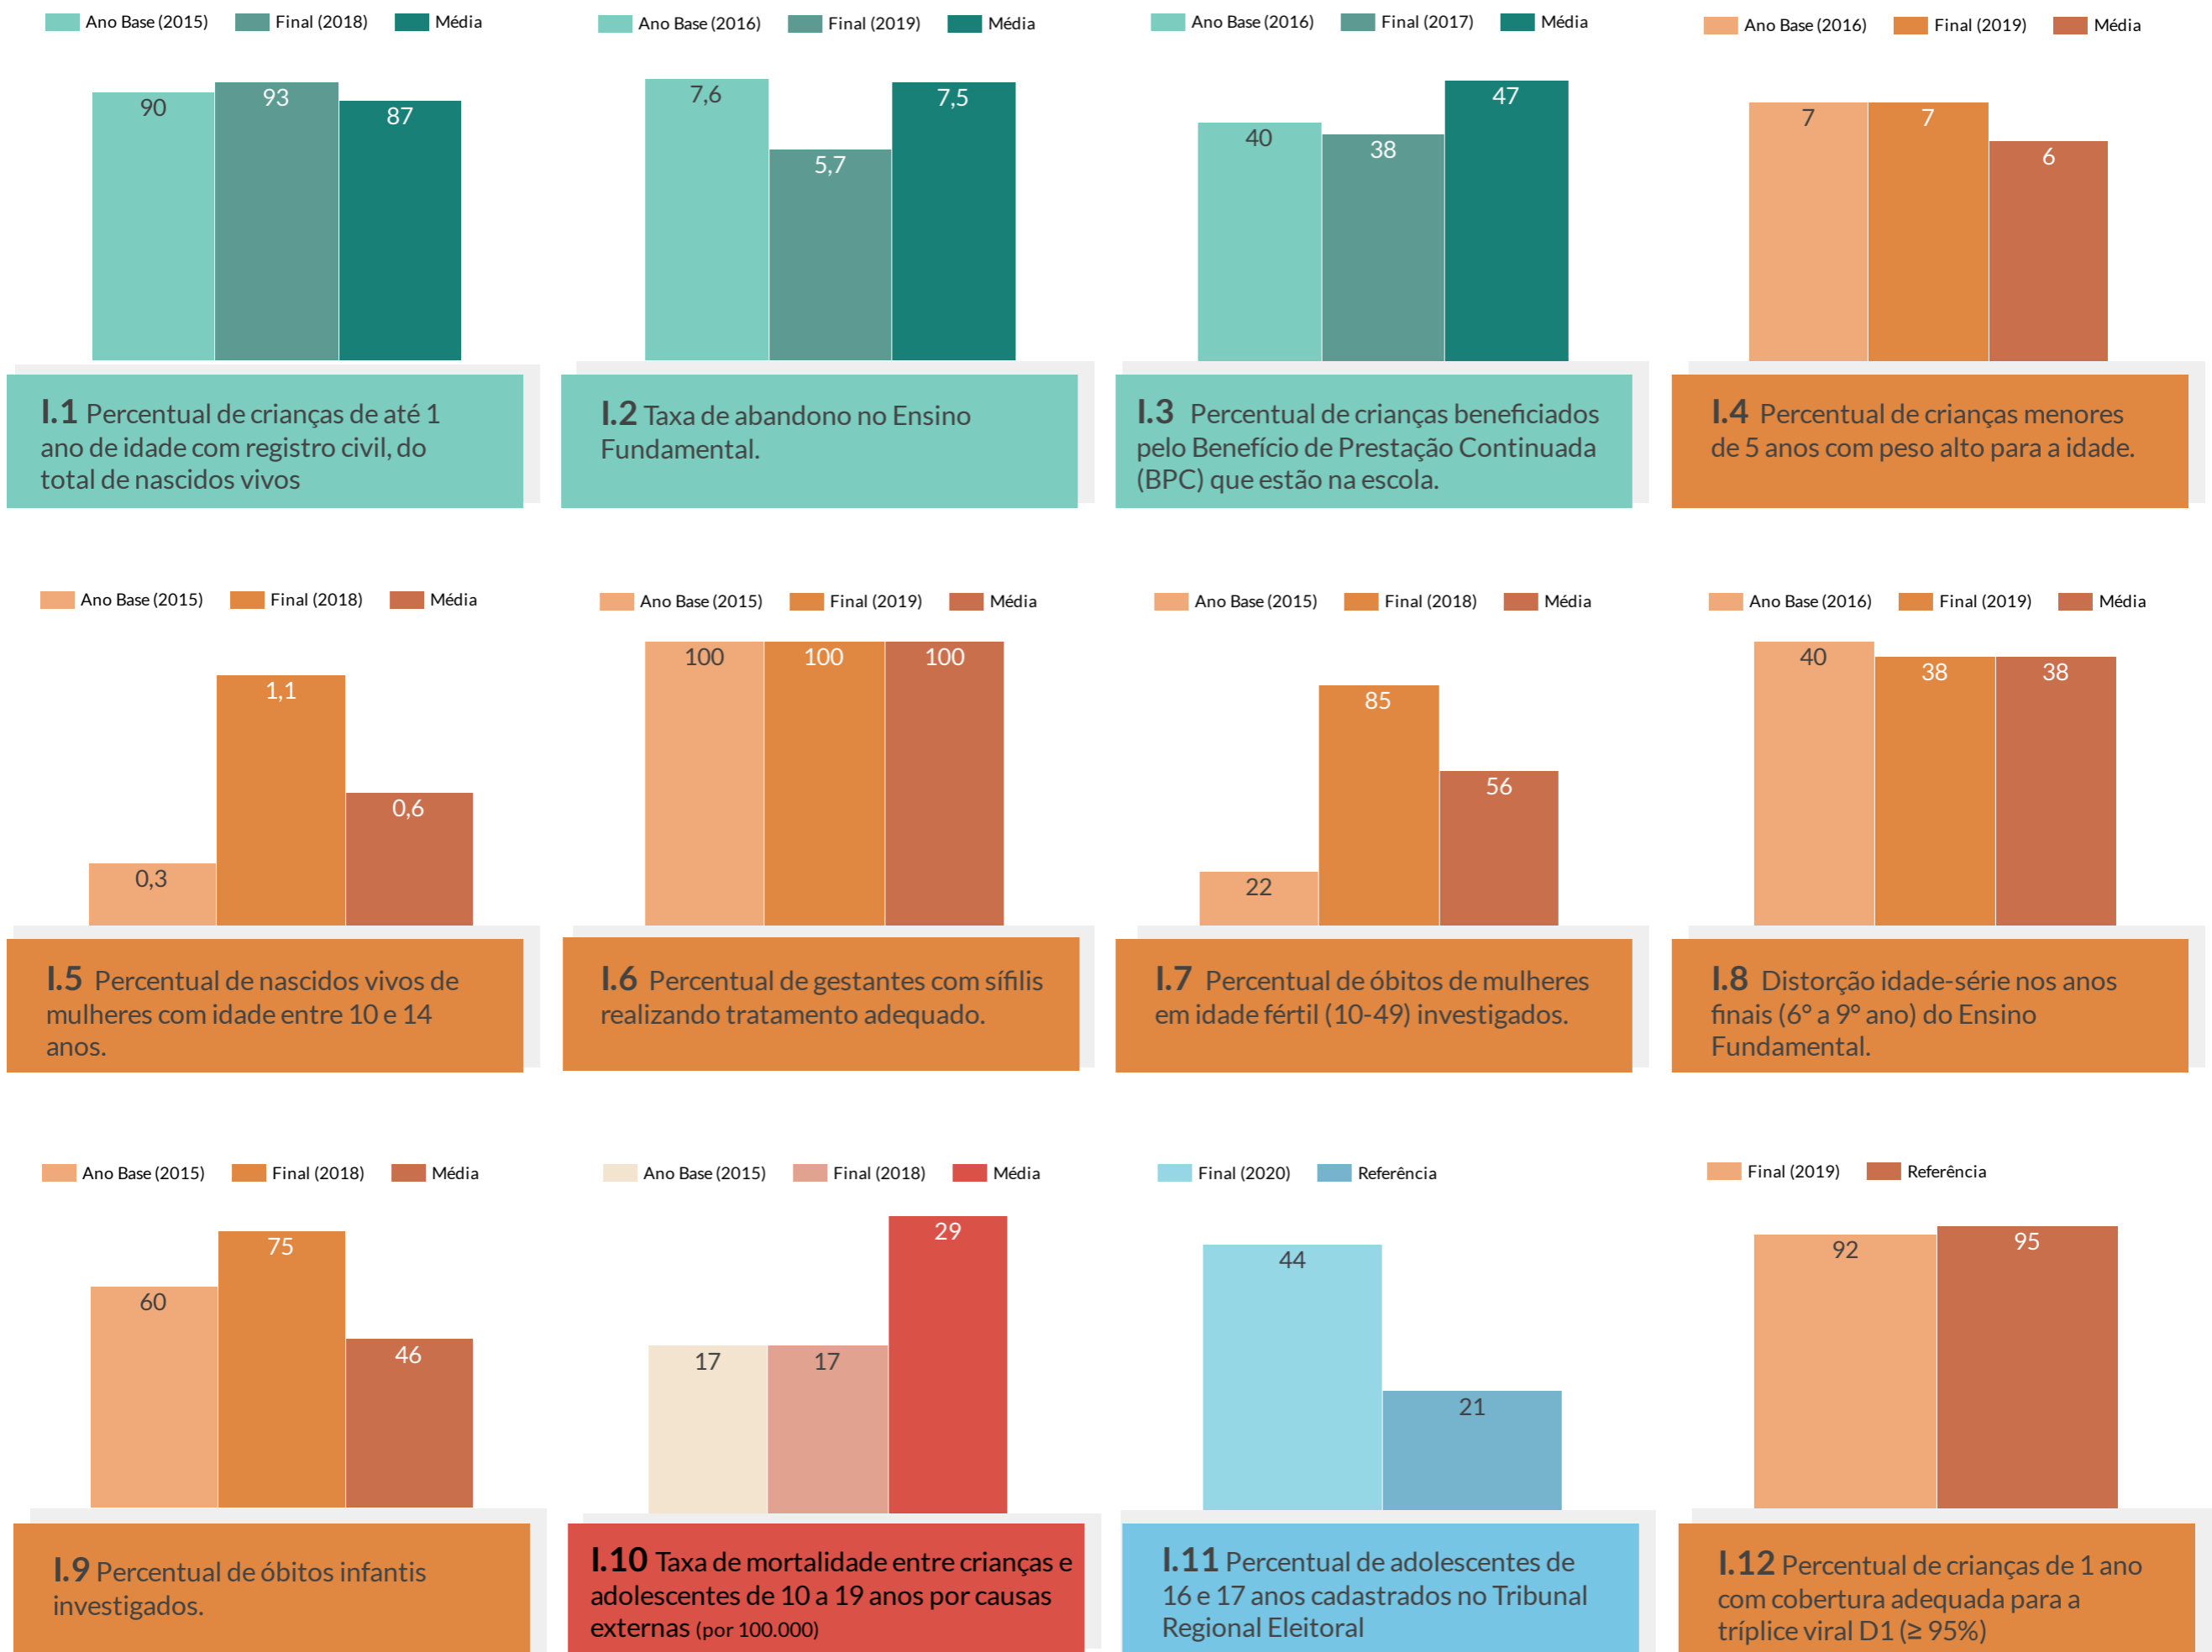 Ano Base (2015) Final (2018) Média
90 93 87
I.1 Percentual de crianças de até 1
ano de idade com registro civil, do
total de nascidos vivos
Ano Base (2016) Final (2019) Média
7,6 5,7 7,5
I.2 Taxa de abandono no Ensino
Fundamental.
Ano Base (2016) Final (2017) Média
40 38 47
I.3 Percentual de crianças beneficiados
pelo Benefício de Prestação Continuada
(BPC) que estão na escola.
Ano Base (2016) Final (2019) Média
7 7 6
I.4 Percentual de crianças menores
de 5 anos com peso alto para a idade.
Ano Base (2015) Final (2018) Média
0,3 1,1 0,6
I.5 Percentual de nascidos vivos de
mulheres com idade entre 10 e 14
anos.
Ano Base (2015) Final (2019) Média
100 100 100
I.6 Percentual de gestantes com sífilis
realizando tratamento adequado.
Ano Base (2015) Final (2018) Média
22 85 56
I.7 Percentual de óbitos de mulheres
em idade fértil (10-49) investigados.
Ano Base (2016) Final (2019) Média
40 38 38
I.8 Distorção idade-série nos anos
finais (6° a 9° ano) do Ensino
Fundamental.
Ano Base (2015) Final (2018) Média
60 75 46
I.9 Percentual de óbitos infantis
investigados.
Ano Base (2015) Final (2018) Média
17 17 29
I.10 Taxa de mortalidade entre crianças e
adolescentes de 10 a 19 anos por causas
externas (por 100.000)
Final (2020) Referência
44 21
I.11 Percentual de adolescentes de
16 e 17 anos cadastrados no Tribunal
Regional Eleitoral
Final (2019) Referência
92 95
I.12 Percentual de crianças de 1 ano
com cobertura adequada para a
tríplice viral D1 (≥ 95%)